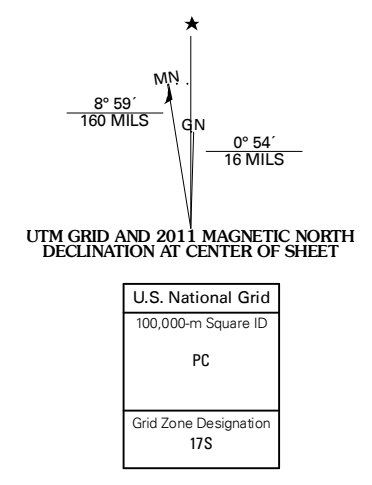 ★
MN
8° 59´
160 MILS
GN
0° 54´
16 MILS
UTM GRID AND 2011 MAGNETIC NORTH
DECLINATION AT CENTER OF SHEET
U.S. National Grid
100,000-m Square ID
PC
Grid Zone Designation
17S